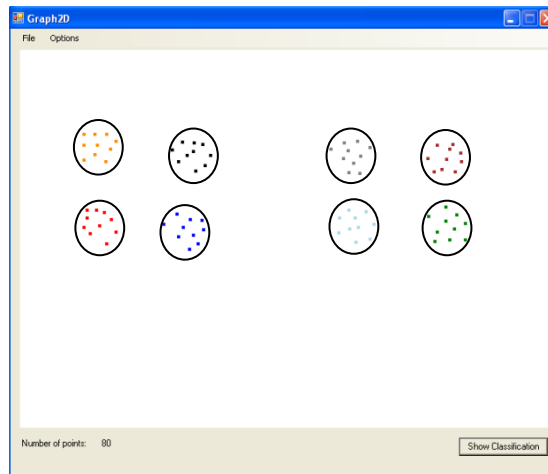 Graph2D
File Options
Number of points: 80
Show Classification